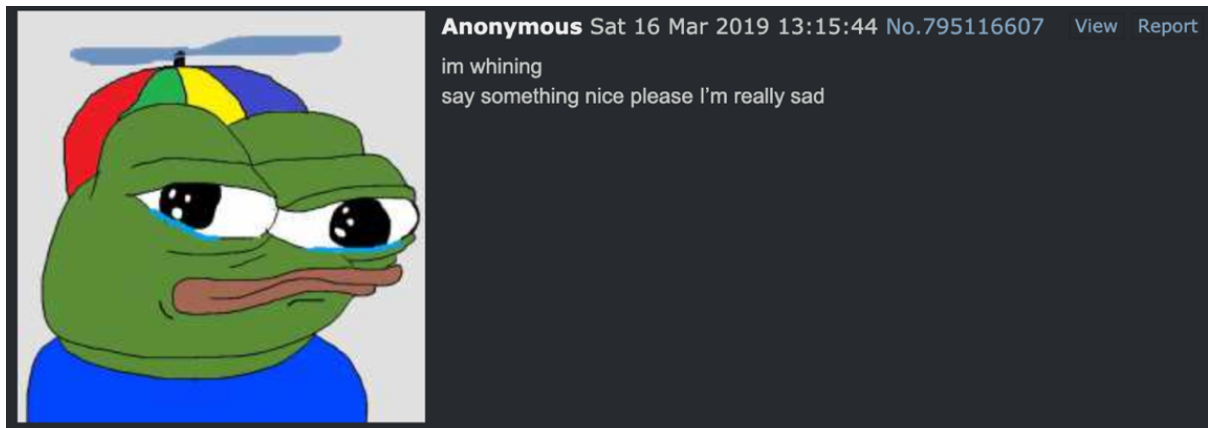 Anonymous Sat 16 Mar 2019 13:15:44 No.795116607 View Report
im whining
say something nice please I’m really sad